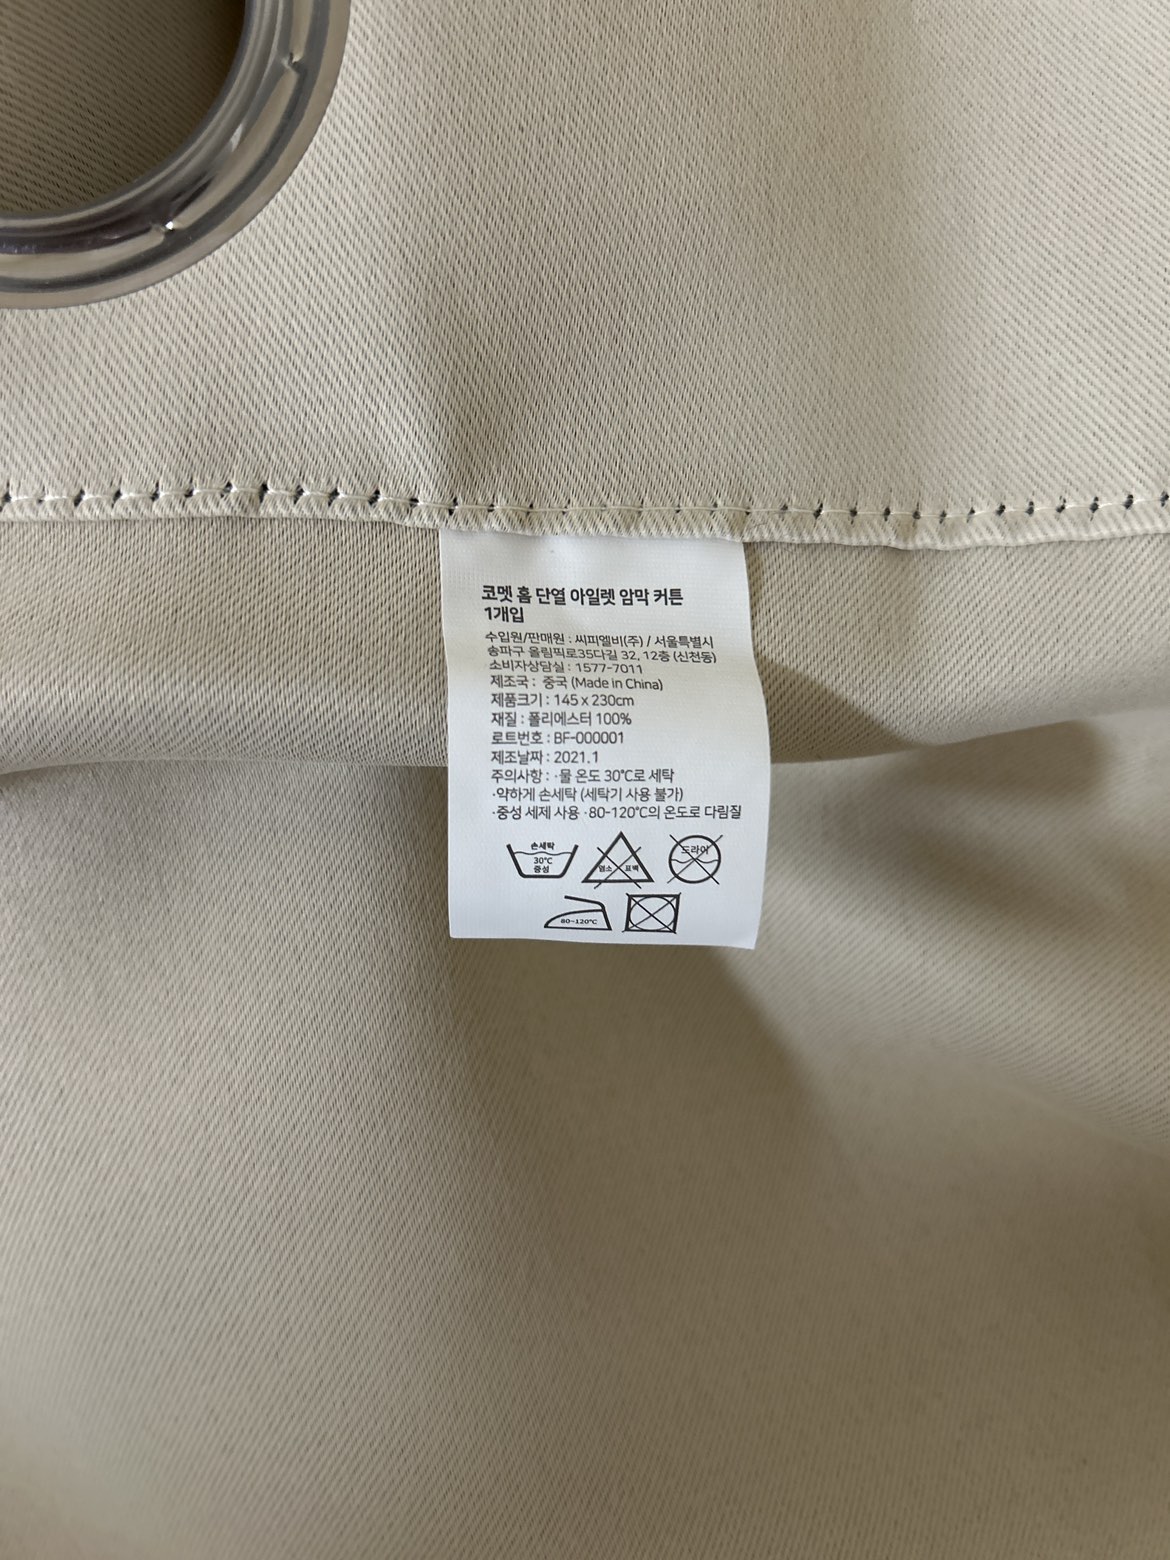 코멧 홈 단열 아일렛 암막 커튼
1개입
수입원/판매원 : 씨피엘비(주) / 서울특별시
송파구 올림픽로35다길 32, 12층 (신천동)
소비자상담실 : 1577-7011
제조국 : 중국 (Made in China)
제품크기 : 145 x 230cm
재질 : 폴리에스터 100%
로트번호 : BF-000001
제조날짜 : 2021.1
주의사항 : ·물 온도 30℃로 세탁
·약하게 손세탁 (세탁기 사용 불가)
·중성 세제 사용 ·80-120℃의 온도로 다림질
손세탁
30℃
중성
염소 표백
드라이
80~120℃